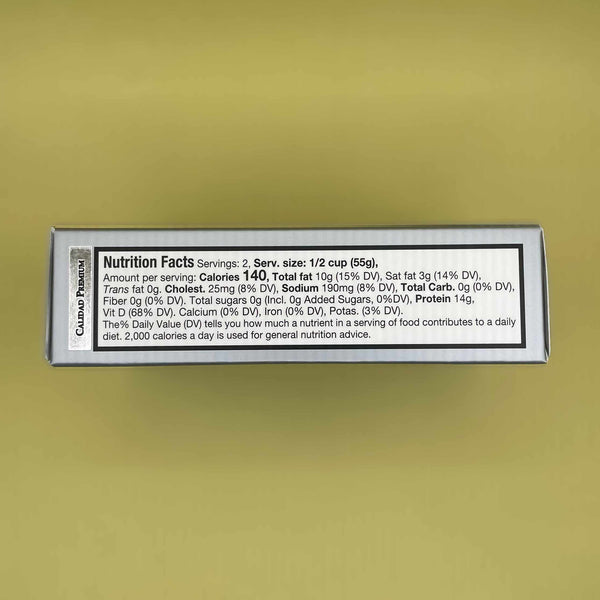 CALIDAD PREMIUM
Nutrition Facts Servings: 2, Serv. size: 1/2 cup (55g),
Amount per serving: Calories 140, Total fat 10g (15% DV), Sat fat 3g (14% DV),
Trans fat 0g. Cholest. 25mg (8% DV), Sodium 190mg (8% DV), Total Carb. 0g (0% DV),
Fiber 0g (0% DV). Total sugars 0g (Incl. 0g Added Sugars, 0%DV), Protein 14g,
Vit D (68% DV). Calcium (0% DV), Iron (0% DV), Potas. (3% DV).
The% Daily Value (DV) tells you how much a nutrient in a serving of food contributes to a daily
diet. 2,000 calories a day is used for general nutrition advice.